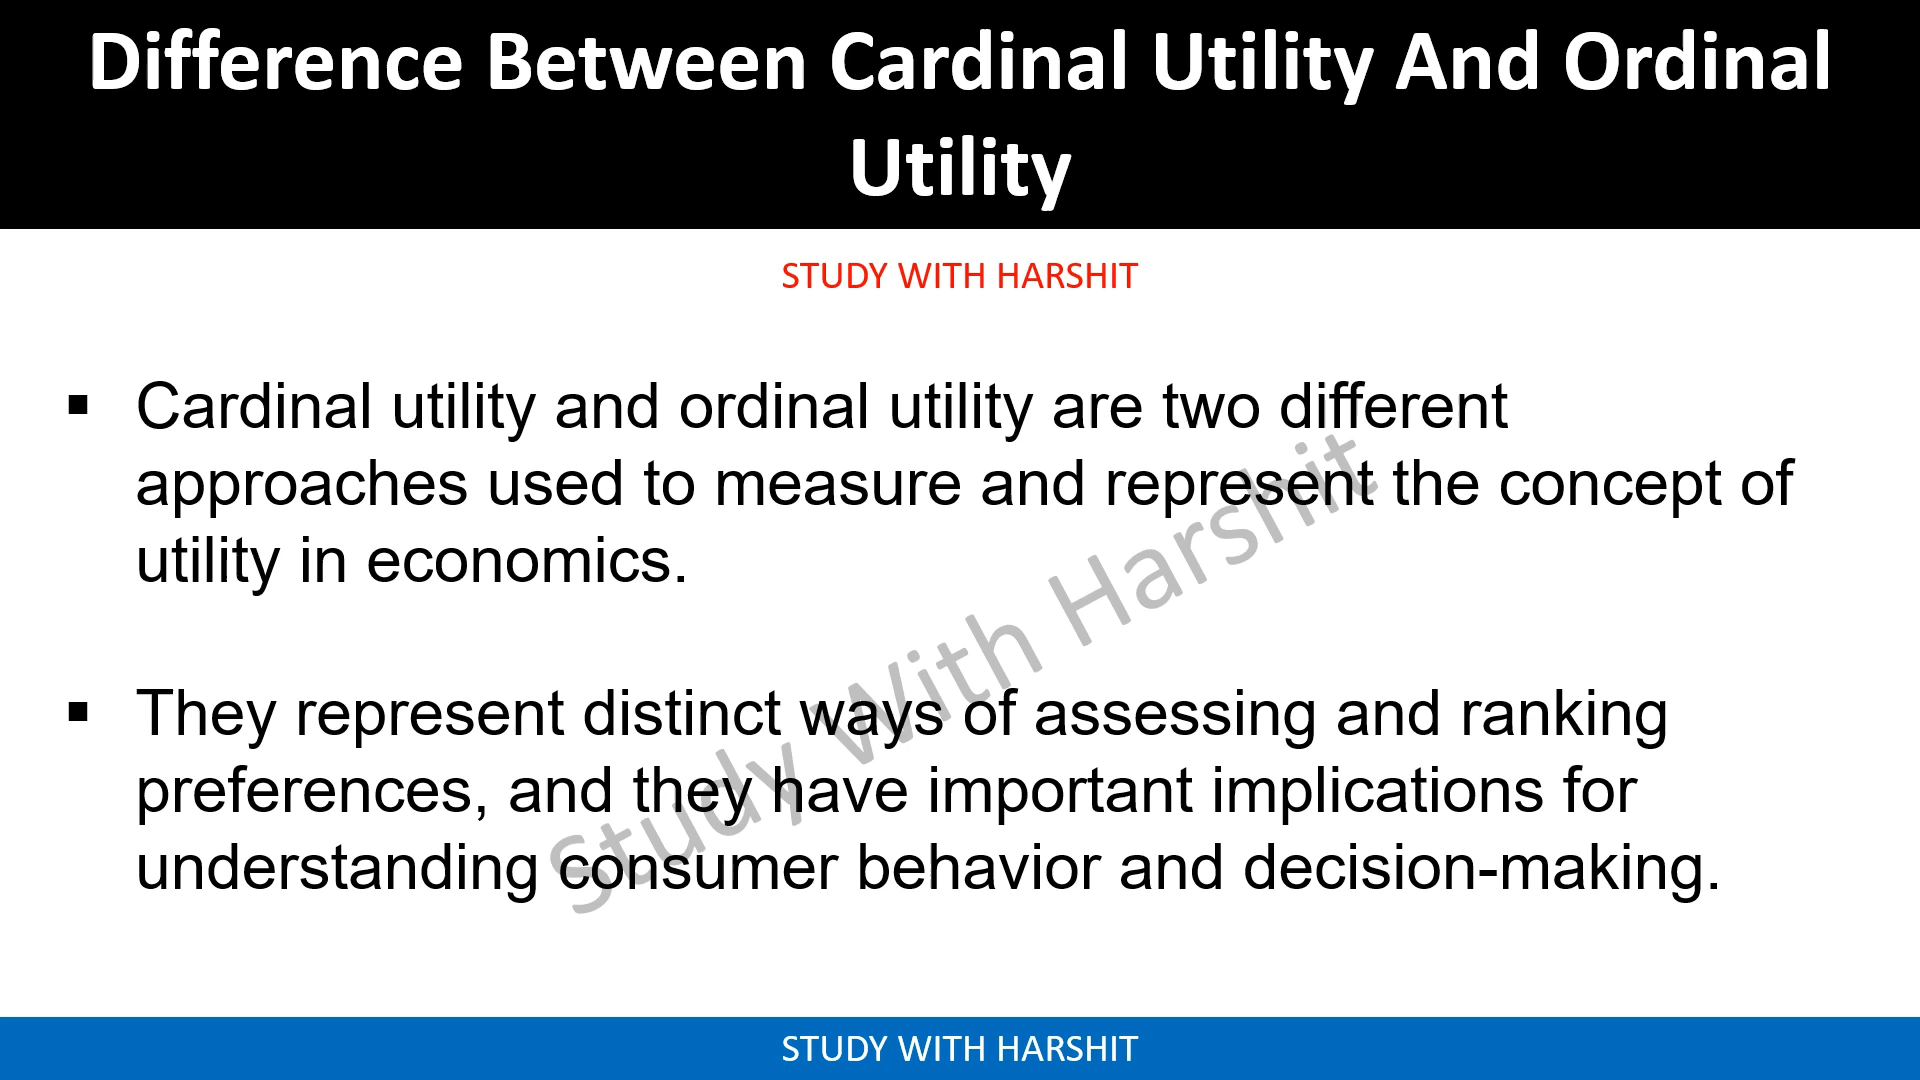 Difference Between Cardinal Utility And Ordinal
Utility
STUDY WITH HARSHIT
▪ Cardinal utility and ordinal utility are two different
approaches used to measure and represent the concept of
utility in economics.
▪ They represent distinct ways of assessing and ranking
preferences, and they have important implications for
understanding consumer behavior and decision-making.
Study With Harshit
STUDY WITH HARSHIT